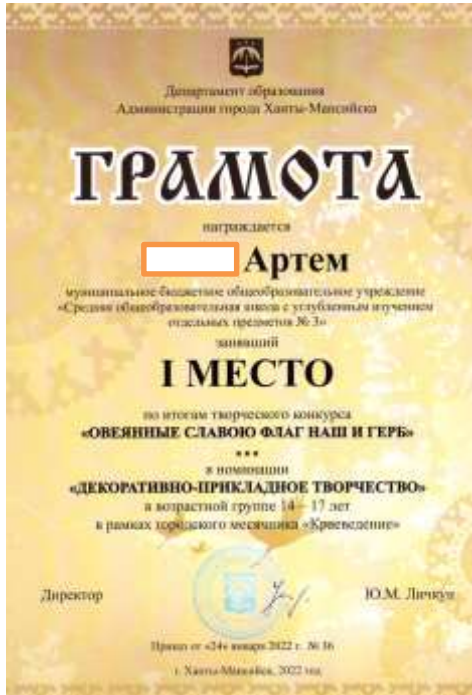 Департамент образования
Администрации города Ханты-Мансийска
ГРАМОТА
награждается
Артем
муниципальное бюджетное общеобразовательное учреждение
«Средняя общеобразовательная школа с углубленным изучением
отдельных предметов № 3»
занявший
I МЕСТО
по итогам творческого конкурса
«ОВЕЯННЫЕ СЛАВОЮ ФЛАГ НАШ И ГЕРБ»
***
в номинации
«ДЕКОРАТИВНО-ПРИКЛАДНОЕ ТВОРЧЕСТВО»
в возрастной группе 14 – 17 лет
в рамках городского месячника «Краеведение»
Директор
Ю.М. Личкун
Приказ от «24» января 2022 г. № 36
г. Ханты-Мансийск, 2022 год